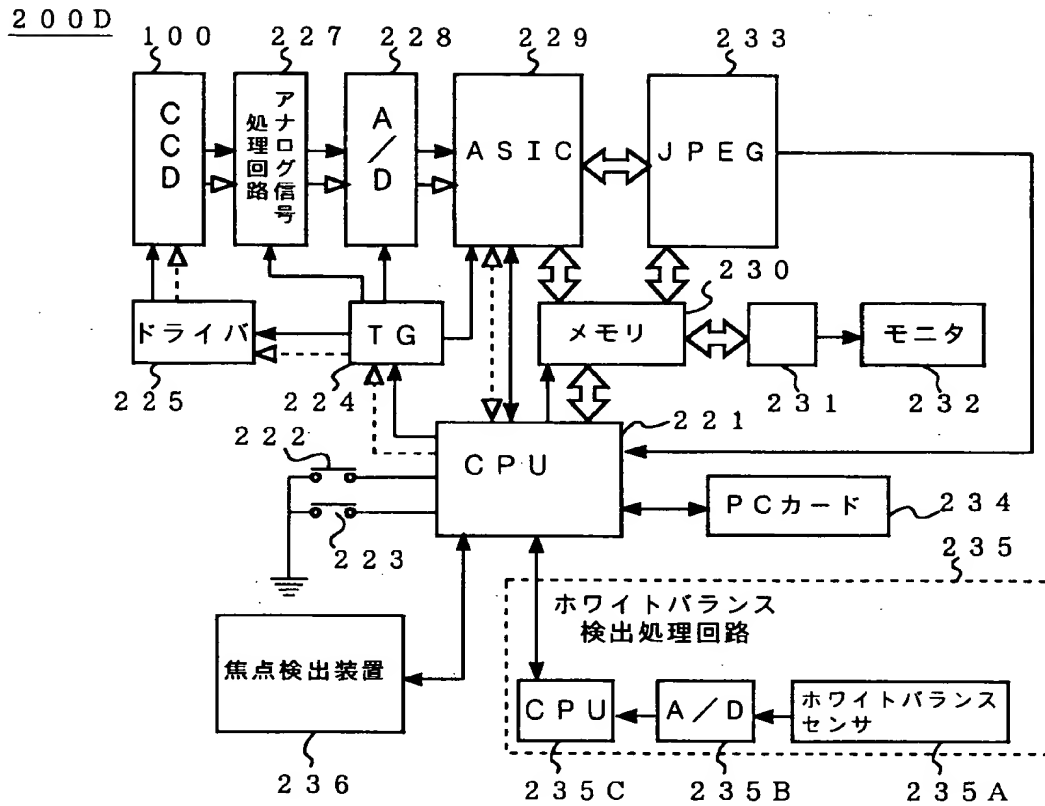 200D
100 227 228 229 233
CCD
アナログ信号
処理回路
A/D
ASIC
JPEG
230
ドライバ
TG
メモリ
モニタ
225 224 231 232
222
221
CPU
PCカード
234
223
235
ホワイトバランス
検出処理回路
焦点検出装置
CPU
A/D
ホワイトバランス
センサ
236 235C 235B 235A